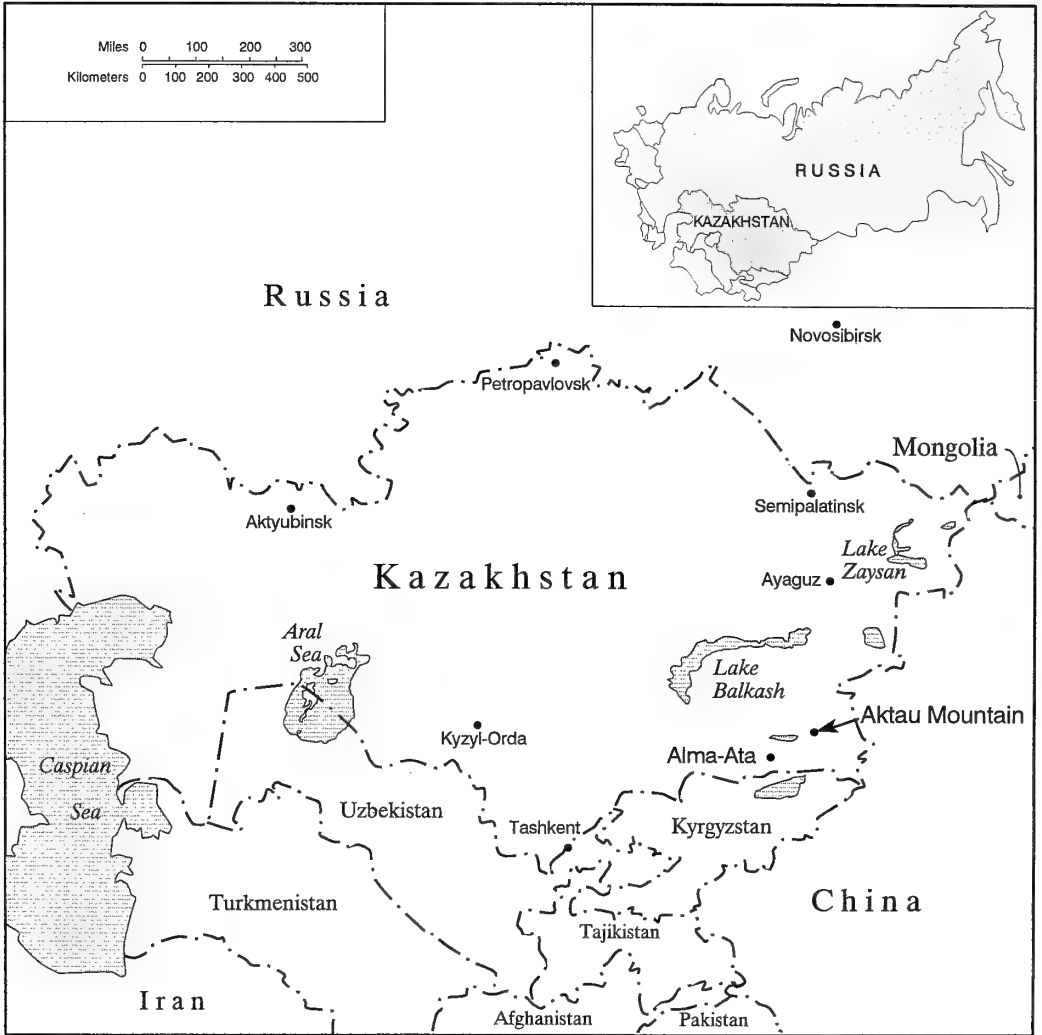 Miles 0 100 200 300
Kilometers 0 100 200 300 400 500
RUSSIA
KAZAKHSTAN
Russia
Novosibirsk
Petropavlovsk
Mongolia
Semipalatinsk
Aktyubinsk
Lake
Zaysan
Kazakhstan
Ayaguz
Aral
Sea
Lake
Balkash
Aktau Mountain
Kyzyl-Orda
Alma-Ata
Caspian
Sea
Uzbekistan
Tashkent
Kyrgyzstan
Turkmenistan
China
Tajikistan
Iran
Afghanistan
Pakistan